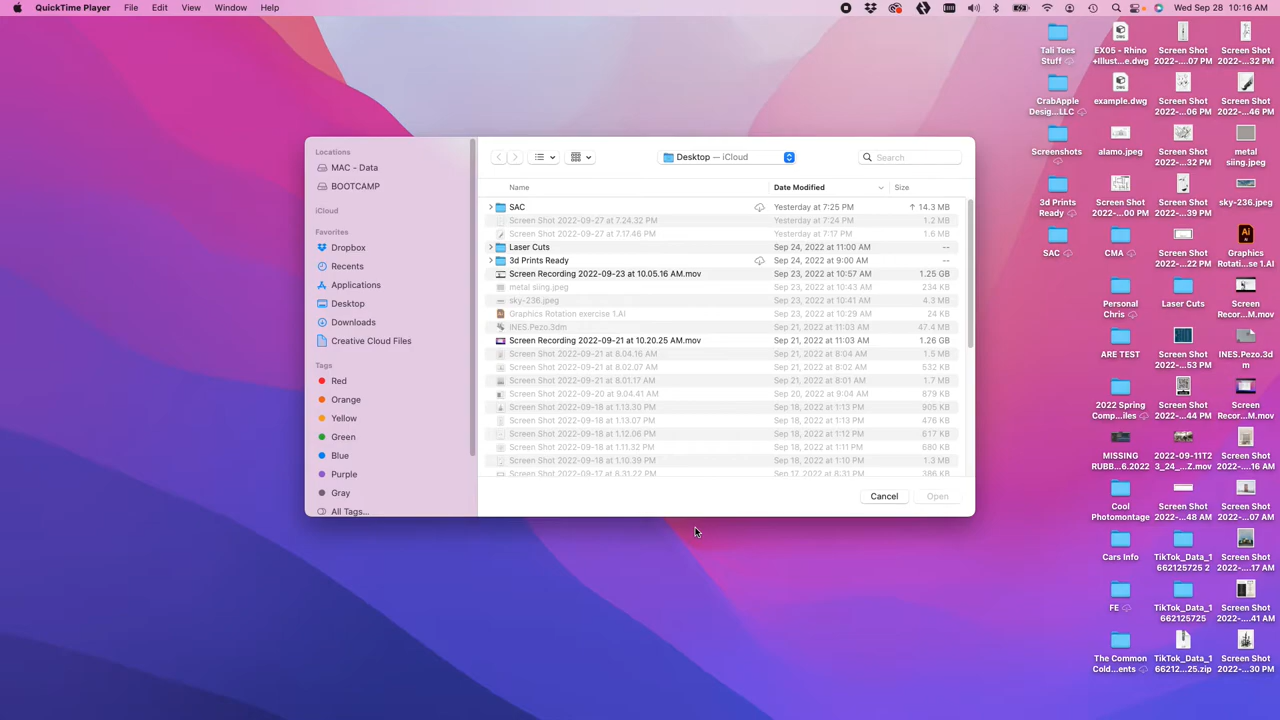 QuickTime Player File Edit View Window Help
Wed Sep 28 10:16 AM
Locations
MAC - Data
BOOTCAMP
iCloud
Favorites
Dropbox
Recents
Applications
Desktop
Downloads
Creative Cloud Files
Tags
Red
Orange
Yellow
Green
Blue
Purple
Gray
All Tags...
Desktop — iCloud
Search
Name Date Modified Size
SAC Yesterday at 7:25 PM 14.3 MB
Screen Shot 2022-09-27 at 7.24.32 PM Yesterday at 7:24 PM 1.2 MB
Screen Shot 2022-09-27 at 7.17.46 PM Yesterday at 7:17 PM 1.6 MB
Laser Cuts Sep 24, 2022 at 11:00 AM --
3d Prints Ready Sep 24, 2022 at 9:00 AM --
Screen Recording 2022-09-23 at 10.05.16 AM.mov Sep 23, 2022 at 10:57 AM 1.25 GB
metal siing.jpeg Sep 23, 2022 at 10:43 AM 234 KB
sky-236.jpeg Sep 23, 2022 at 10:41 AM 4.3 MB
Graphics Rotation exercise 1.AI Sep 23, 2022 at 10:29 AM 24 KB
INES.Pezo.3dm Sep 21, 2022 at 11:03 AM 47.4 MB
Screen Recording 2022-09-21 at 10.20.25 AM.mov Sep 21, 2022 at 11:03 AM 1.26 GB
Screen Shot 2022-09-21 at 8.04.16 AM Sep 21, 2022 at 8:04 AM 1.5 MB
Screen Shot 2022-09-21 at 8.02.07 AM Sep 21, 2022 at 8:02 AM 532 KB
Screen Shot 2022-09-21 at 8.01.17 AM Sep 21, 2022 at 8:01 AM 1.7 MB
Screen Shot 2022-09-20 at 9.04.41 AM Sep 20, 2022 at 9:04 AM 879 KB
Screen Shot 2022-09-18 at 1.13.30 PM Sep 18, 2022 at 1:13 PM 905 KB
Screen Shot 2022-09-18 at 1.13.07 PM Sep 18, 2022 at 1:13 PM 476 KB
Screen Shot 2022-09-18 at 1.12.06 PM Sep 18, 2022 at 1:12 PM 617 KB
Screen Shot 2022-09-18 at 1.11.32 PM Sep 18, 2022 at 1:11 PM 680 KB
Screen Shot 2022-09-18 at 1.10.39 PM Sep 18, 2022 at 1:10 PM 1.3 MB
Screen Shot 2022-09-17 at 8.31.22 PM Sep 17, 2022 at 8:31 PM 386 KB
Cancel Open
Tali Toes
Stuff
EX05 - Rhino
+Illust...e.dwg
Screen Shot
2022-....07 PM
Screen Shot
2022-...32 PM
CrabApple
Desig...LLC
example.dwg
Screen Shot
2022-...06 PM
Screen Shot
2022-...46 PM
Screenshots
alamo.jpeg
Screen Shot
2022-...32 PM
metal
siing.jpeg
3d Prints
Ready
Screen Shot
2022-...00 PM
Screen Shot
2022-...39 PM
sky-236.jpeg
SAC
CMA
Screen Shot
2022-...22 PM
Graphics
Rotati...se 1.AI
Personal
Chris
Laser Cuts
Screen
Recor...M.mov
ARE TEST
Screen Shot
2022-...53 PM
INES.Pezo.3d
m
2022 Spring
Comp...iles
Screen Shot
2022-...44 PM
Screen
Recor...M.mov
MISSING
RUBB...6.2022
2022-09-11T2
3_24_...Z.mov
Screen Shot
2022-...16 AM
Cool
Photomontage
Screen Shot
2022-...48 AM
Screen Shot
2022-...07 AM
Cars Info
TikTok_Data_1
662125725 2
Screen Shot
2022-...17 AM
FE
TikTok_Data_1
662125725
Screen Shot
2022-....41 AM
The Common
Cold...ents
TikTok_Data_1
66212...25.zip
Screen Shot
2022-...30 PM